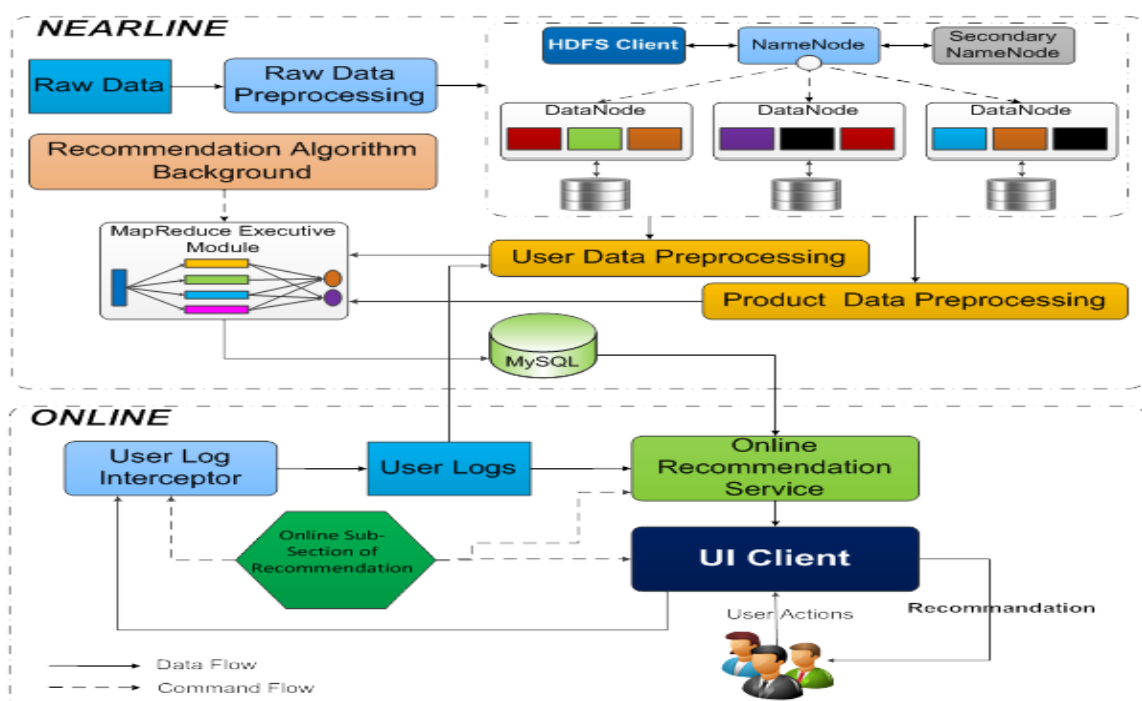 NEARLINE
HDFS Client
NameNode
Secondary
NameNode
Raw Data
Raw Data
Preprocessing
DataNode
DataNode
DataNode
Recommendation Algorithm
Background
MapReduce Executive
Module
User Data Preprocessing
Product Data Preprocessing
MySQL
ONLINE
User Log
Interceptor
User Logs
Online
Recommendation
Service
Online Sub-
Section of
Recommendation
UI Client
User Actions
Recommandation
Data Flow
Command Flow